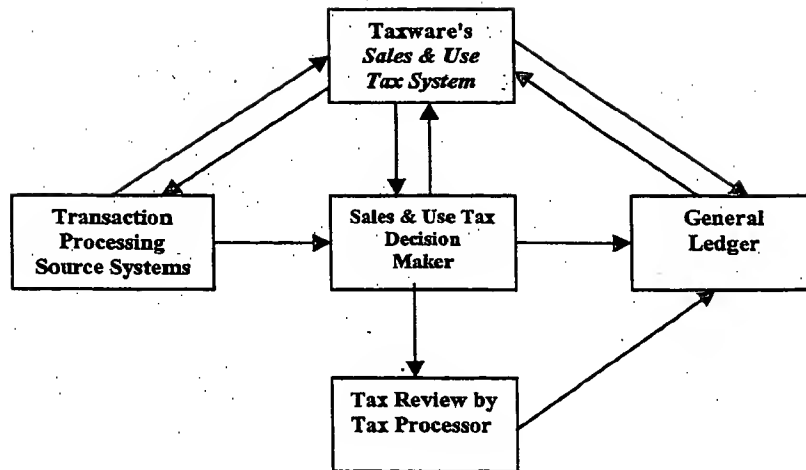 Taxware's
Sales & Use
Tax System
Transaction
Processing
Source Systems
Sales & Use Tax
Decision
Maker
General
Ledger
Tax Review by
Tax Processor